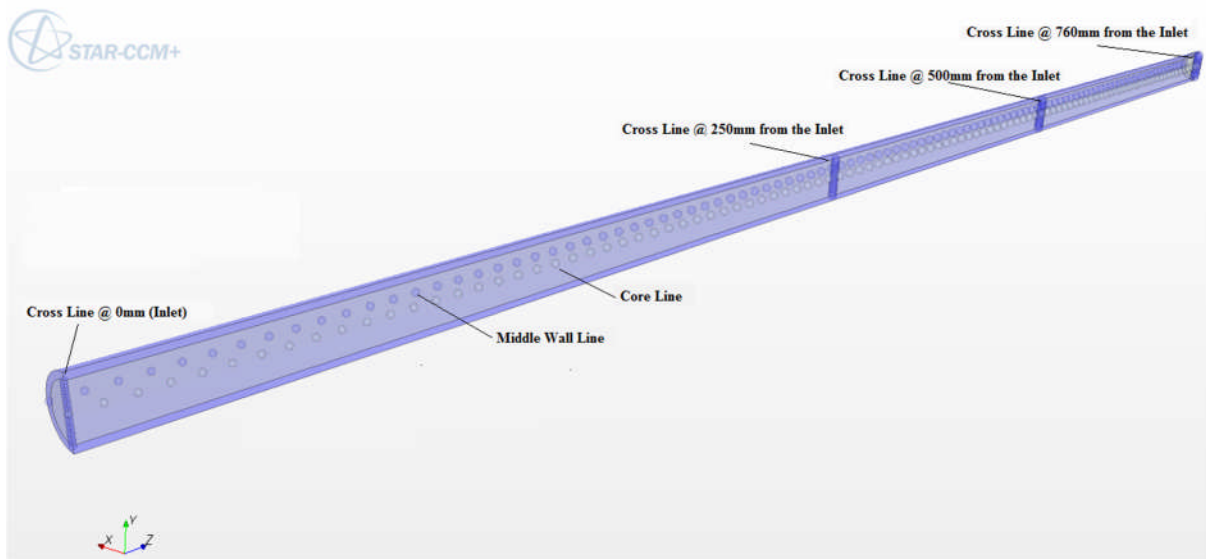 STAR-CCM+
Cross Line @ 760mm from the Inlet
Cross Line @ 500mm from the Inlet
Cross Line @ 250mm from the Inlet
Core Line
Cross Line @ 0mm (Inlet)
Middle Wall Line
Y
X
Z